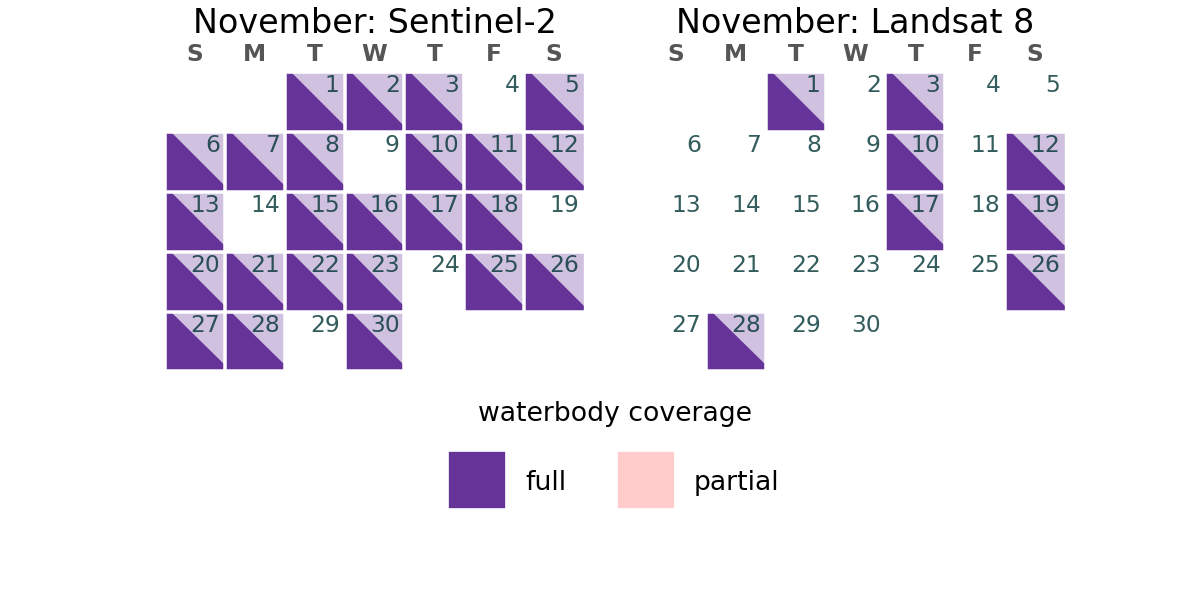 November: Sentinel-2
S M T W T F S
1 2 3 4 5
6 7 8 9 10 11 12
13 14 15 16 17 18 19
20 21 22 23 24 25 26
27 28 29 30
November: Landsat 8
S M T W T F S
1 2 3 4 5
6 7 8 9 10 11 12
13 14 15 16 17 18 19
20 21 22 23 24 25 26
27 28 29 30
waterbody coverage
full partial